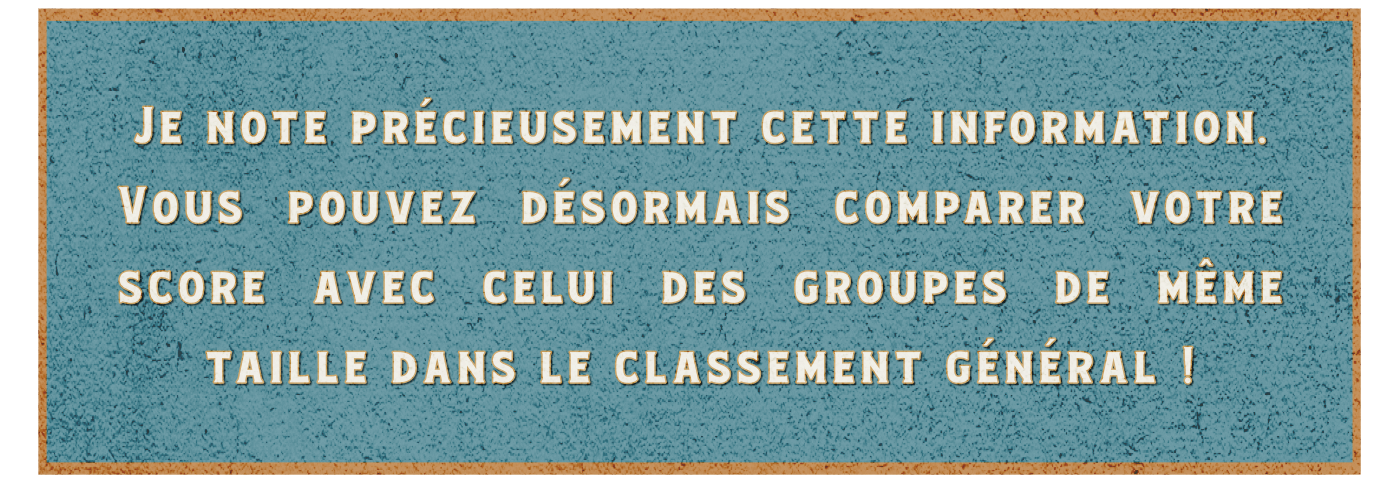 Je note précieusement cette information.
Vous pouvez désormais comparer votre
score avec celui des groupes de même
taille dans le classement général !